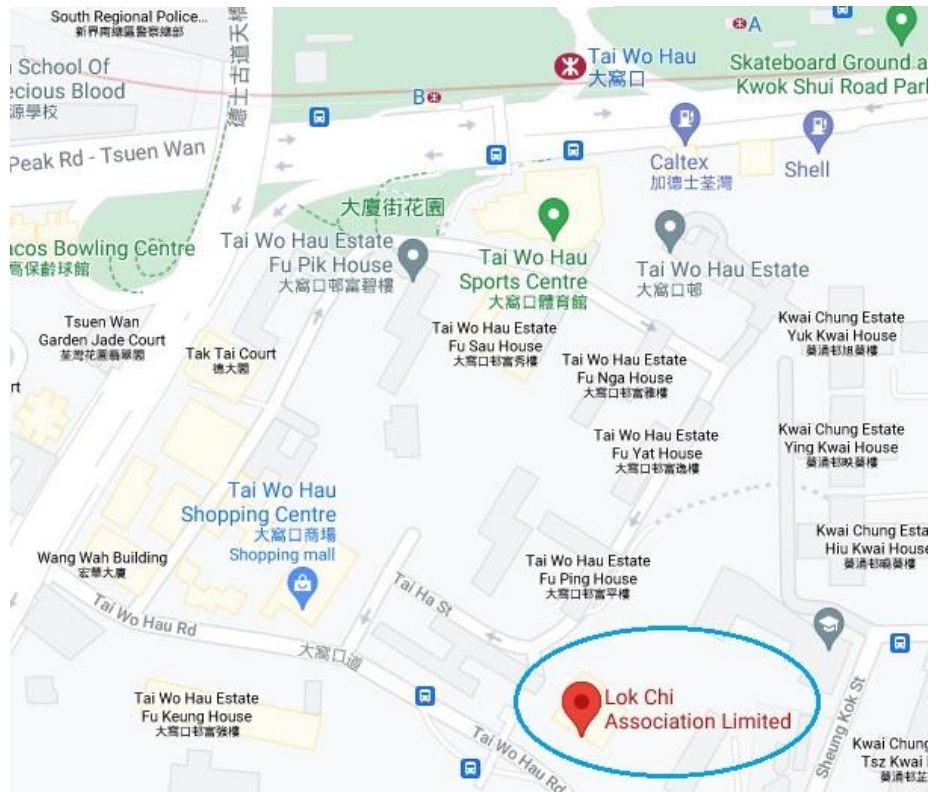 South Regional Police...
新界南總區警察總部
A
School Of
ecious Blood
源學校
德士古道天橋
B
Tai Wo Hau
大窩口
Skateboard Ground a
Kwok Shui Road Park
Peak Rd - Tsuen Wan
Caltex
加德士荃灣
Shell
大廈街花園
acos Bowling Centre
高保齡球館
Tai Wo Hau Estate
Fu Pik House
大窩口邨富碧樓
Tai Wo Hau
Sports Centre
大窩口體育館
Tai Wo Hau Estate
大窩口邨
Tsuen Wan
Garden Jade Court
荃灣花園翡翠閣
rt
Tak Tai Court
德大閣
Tai Wo Hau Estate
Fu Sau House
大窩口邨富秀樓
Tai Wo Hau Estate
Fu Nga House
大窩口邨富雅樓
Kwai Chung Estate
Yuk Kwai House
葵涌邨旭葵樓
Tai Wo Hau Estate
Fu Yat House
大窩口邨富逸樓
Kwai Chung Estate
Ying Kwai House
葵涌邨映葵樓
Tai Wo Hau
Shopping Centre
大窩口商場
Shopping mall
Wang Wah Building
宏華大廈
Kwai Chung Esta
Hiu Kwai House
葵涌邨曉葵樓
Tai Wo Hau Estate
Fu Ping House
大窩口邨富平樓
Tai Ha St
Tai Wo Hau Rd
大窩口道
Tai Wo Hau Estate
Fu Keung House
大窩口邨富強樓
Lok Chi
Association Limited
Tai Wo Hau Rd
Sheung Kok St
Kwai Chung
Tsz Kwai
葵涌邨芷